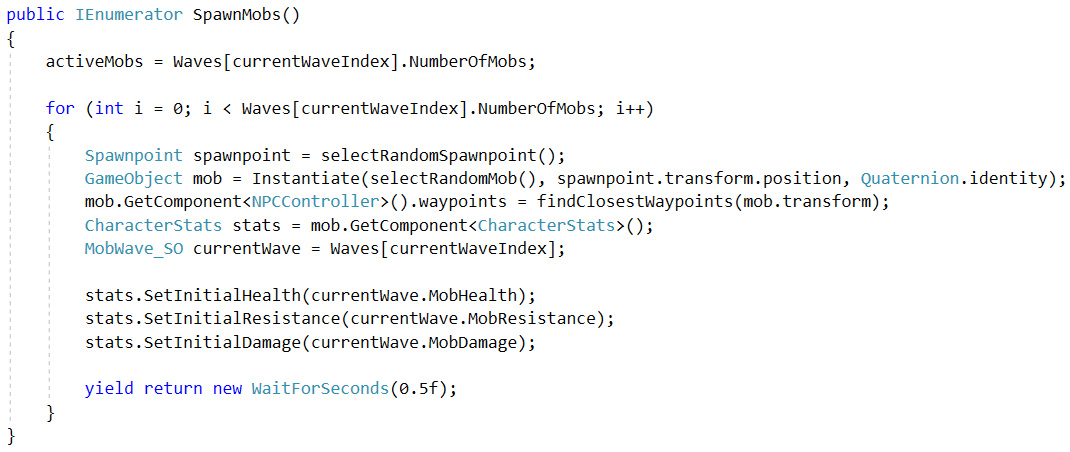 public IEnumerator SpawnMobs()
{
    activeMobs = Waves[currentWaveIndex].NumberOfMobs;

    for (int i = 0; i < Waves[currentWaveIndex].NumberOfMobs; i++)
    {
        Spawnpoint spawnpoint = selectRandomSpawnpoint();
        GameObject mob = Instantiate(selectRandomMob(), spawnpoint.transform.position, Quaternion.identity);
        mob.GetComponent<NPCController>().waypoints = findClosestWaypoints(mob.transform);
        CharacterStats stats = mob.GetComponent<CharacterStats>();
        MobWave_SO currentWave = Waves[currentWaveIndex];

        stats.SetInitialHealth(currentWave.MobHealth);
        stats.SetInitialResistance(currentWave.MobResistance);
        stats.SetInitialDamage(currentWave.MobDamage);

        yield return new WaitForSeconds(0.5f);
    }
}